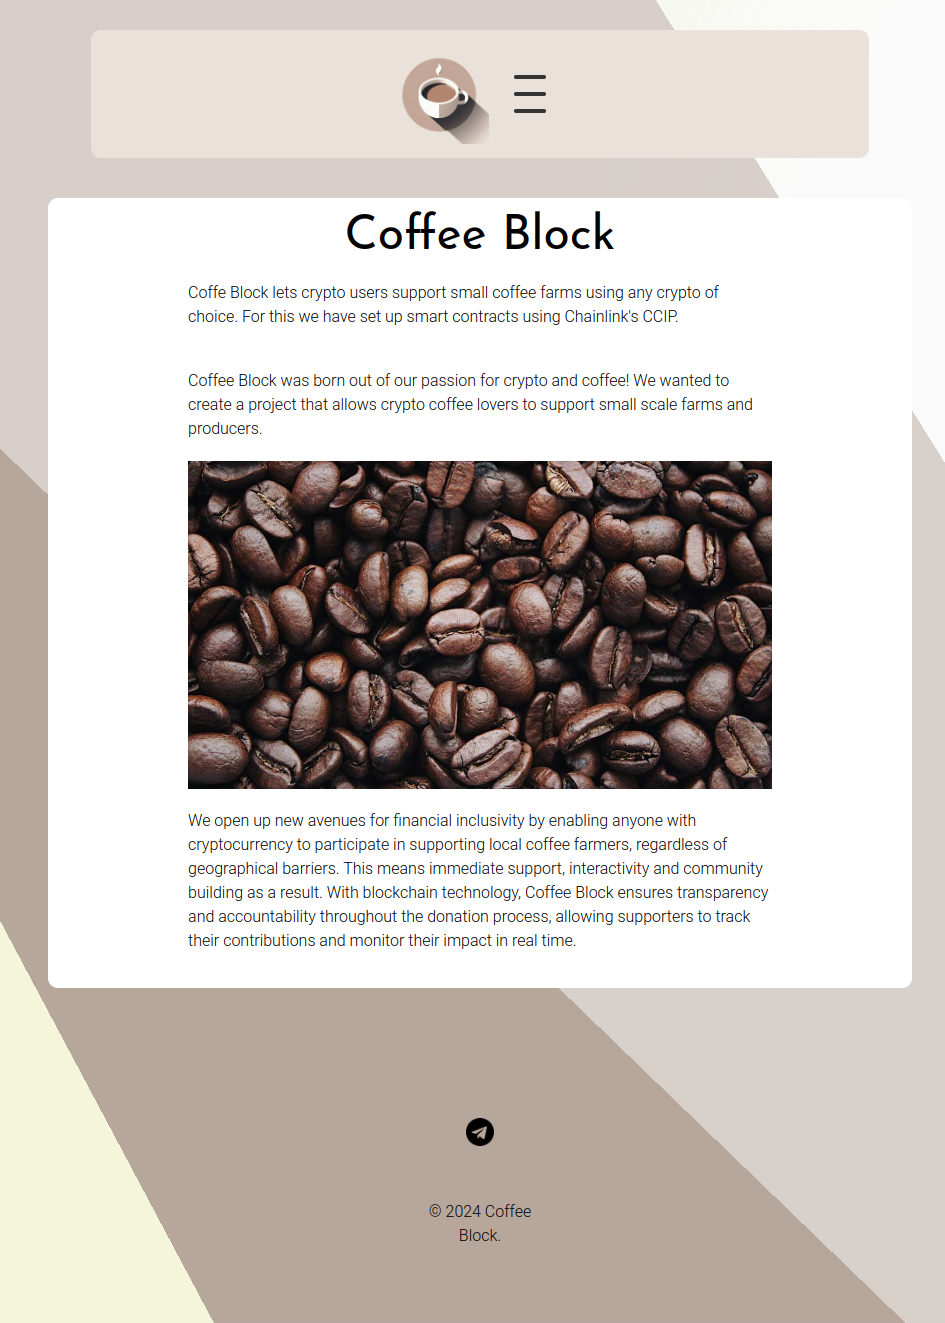 Coffee Block
Coffe Block lets crypto users support small coffee farms using any crypto of
choice. For this we have set up smart contracts using Chainlink's CCIP.
Coffee Block was born out of our passion for crypto and coffee! We wanted to
create a project that allows crypto coffee lovers to support small scale farms and
producers.
We open up new avenues for financial inclusivity by enabling anyone with
cryptocurrency to participate in supporting local coffee farmers, regardless of
geographical barriers. This means immediate support, interactivity and community
building as a result. With blockchain technology, Coffee Block ensures transparency
and accountability throughout the donation process, allowing supporters to track
their contributions and monitor their impact in real time.
© 2024 Coffee
Block.